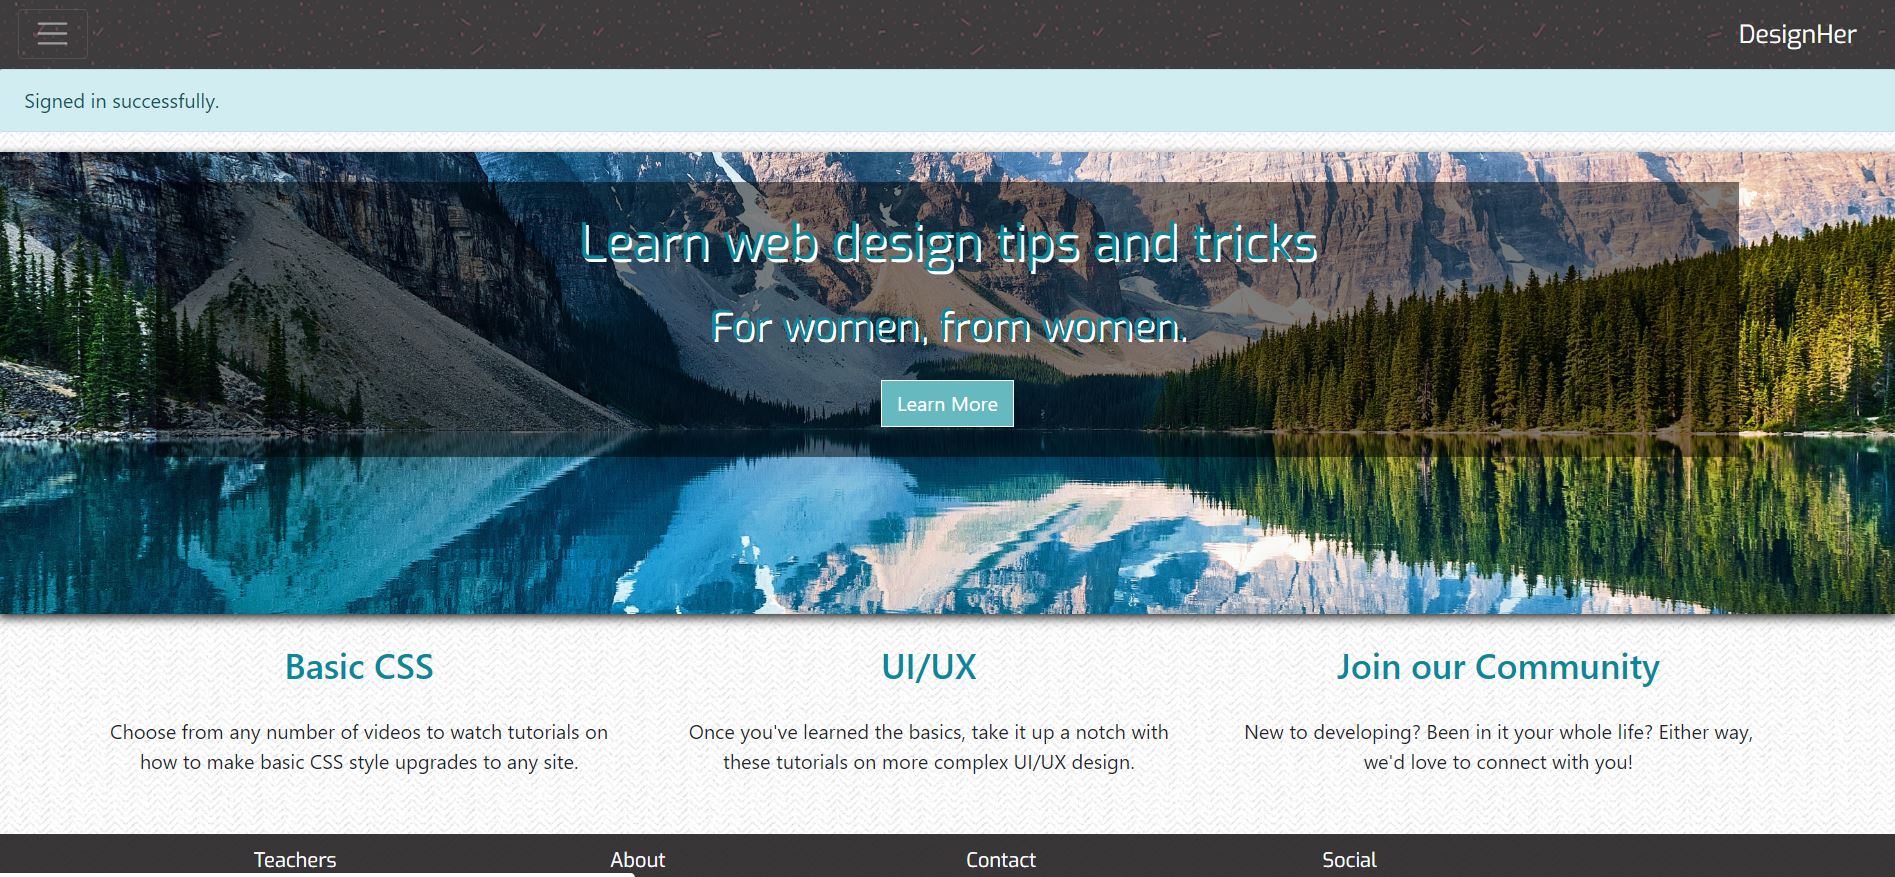 DesignHer
Signed in successfully.
Learn web design tips and tricks
For women, from women.
Learn More
Basic CSS
Choose from any number of videos to watch tutorials on
how to make basic CSS style upgrades to any site.
UI/UX
Once you've learned the basics, take it up a notch with
these tutorials on more complex UI/UX design.
Join our Community
New to developing? Been in it your whole life? Either way,
we'd love to connect with you!
Teachers
About
Contact
Social